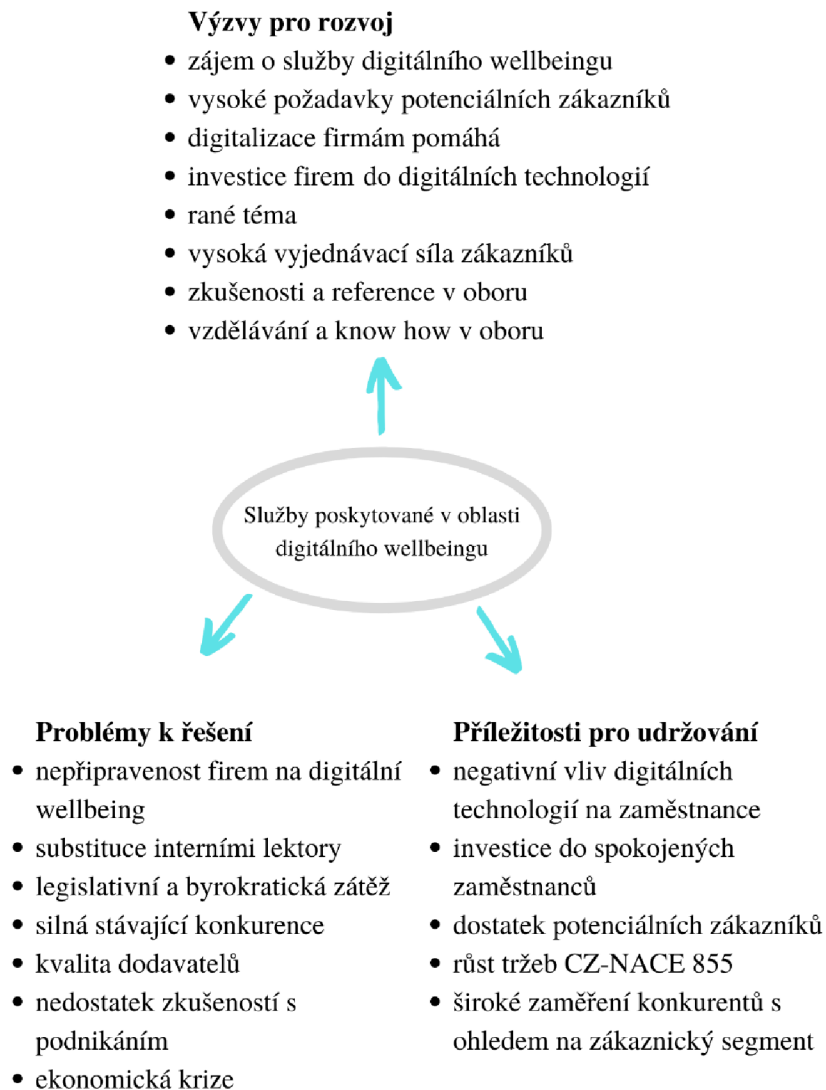 Výzvy pro rozvoj
• zájem o služby digitálního wellbeingu
• vysoké požadavky potenciálních zákazníků
• digitalizace firmám pomáhá
• investice firem do digitálních technologií
• rané téma
• vysoká vyjednávací síla zákazníků
• zkušenosti a reference v oboru
• vzdělávání a know how v oboru
Služby poskytované v oblasti
digitálního wellbeingu
Problémy k řešení
• nepřipravenost firem na digitální
wellbeing
• substituce interními lektory
• legislativní a byrokratická zátěž
• silná stávající konkurence
• kvalita dodavatelů
• nedostatek zkušeností s
podnikáním
• ekonomická krize
Příležitosti pro udržování
• negativní vliv digitálních
technologií na zaměstnance
• investice do spokojených
zaměstnanců
• dostatek potenciálních zákazníků
• růst tržeb CZ-NACE 855
• široké zaměření konkurentů s
ohledem na zákaznický segment